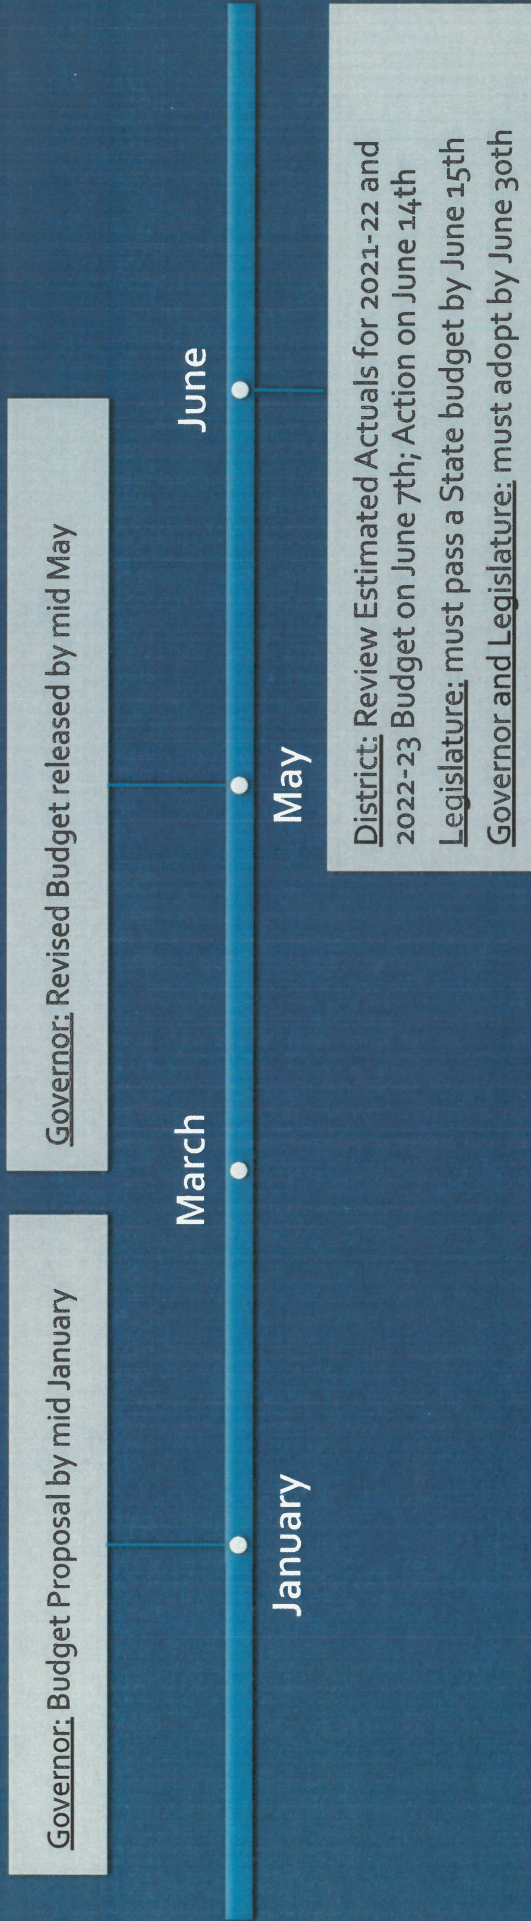 Governor: Budget Proposal by mid January
Governor: Revised Budget released by mid May
January
March
May
June
District: Review Estimated Actuals for 2021-22 and
2022-23 Budget on June 7th; Action on June 14th
Legislature: must pass a State budget by June 15th
Governor and Legislature: must adopt by June 30th